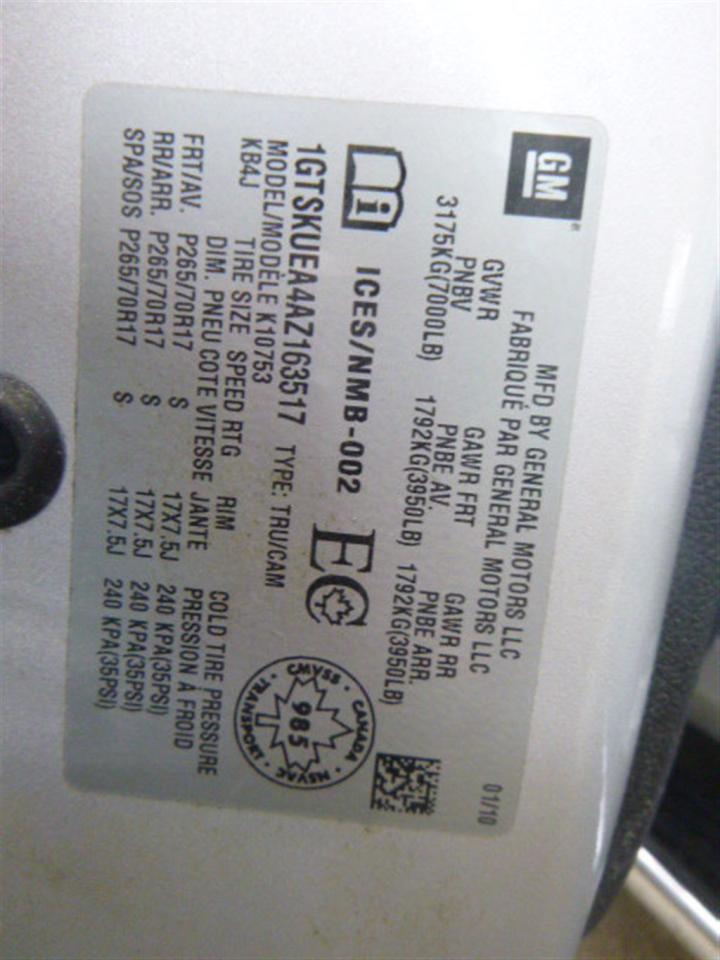 GM
MFD BY GENERAL MOTORS LLC 01/10
FABRIQUÉ PAR GENERAL MOTORS LLC
GVWR GAWR FRT GAWR RR
PNBV PNBE AV. PNBE ARR.
3175KG(7000LB) 1792KG(3950LB) 1792KG(3950LB)
i ICES/NMB-002 EC
CMVSS · CANADA · NSVAC · TRANSPORT ·
985
1GTSKUEA4AZ163517 TYPE: TRU/CAM
MODEL/MODÈLE K10753
KB4J TIRE SIZE SPEED RTG RIM COLD TIRE PRESSURE
DIM. PNEU COTE VITESSE JANTE PRESSION À FROID
FRT/AV. P265/70R17 S 17X7.5J 240 KPA(35PSI)
RR/ARR. P265/70R17 S 17X7.5J 240 KPA(35PSI)
SPA/SOS P265/70R17 S 17X7.5J 240 KPA(35PSI)